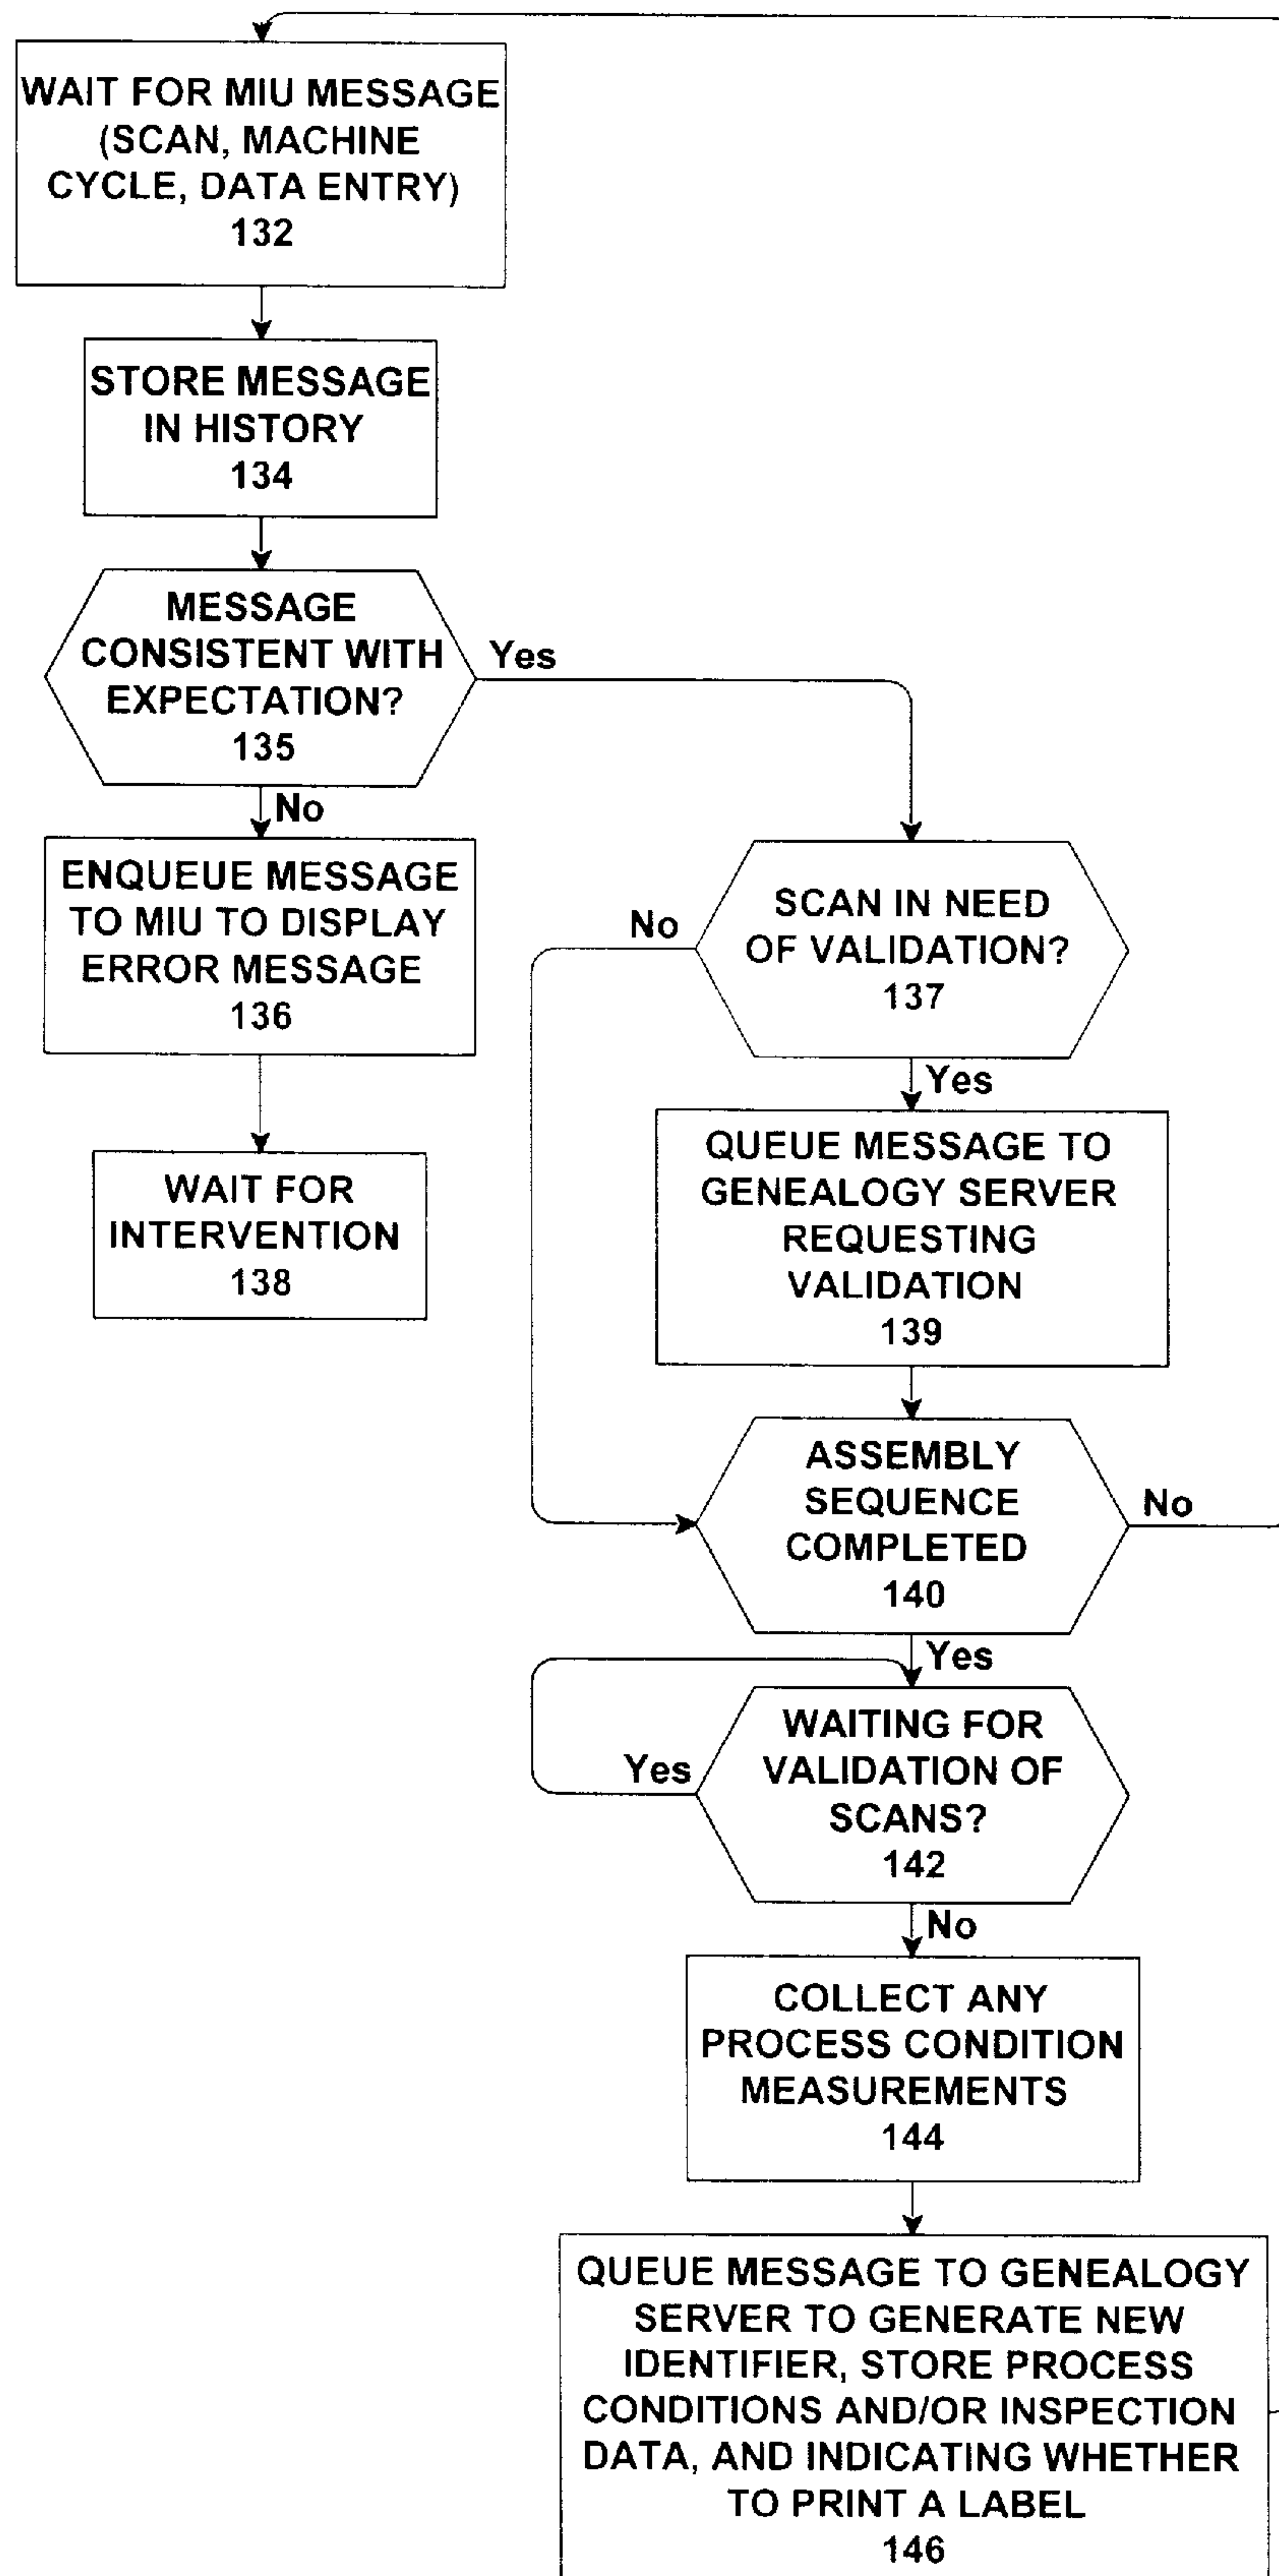 WAIT FOR MIU MESSAGE
(SCAN, MACHINE
CYCLE, DATA ENTRY)
132
STORE MESSAGE
IN HISTORY
134
MESSAGE
CONSISTENT WITH
EXPECTATION?
135
Yes
No
ENQUEUE MESSAGE
TO MIU TO DISPLAY
ERROR MESSAGE
136
WAIT FOR
INTERVENTION
138
SCAN IN NEED
OF VALIDATION?
137
No
Yes
QUEUE MESSAGE TO
GENEALOGY SERVER
REQUESTING
VALIDATION
139
ASSEMBLY
SEQUENCE
COMPLETED
140
No
Yes
WAITING FOR
VALIDATION OF
SCANS?
142
Yes
No
COLLECT ANY
PROCESS CONDITION
MEASUREMENTS
144
QUEUE MESSAGE TO GENEALOGY
SERVER TO GENERATE NEW
IDENTIFIER, STORE PROCESS
CONDITIONS AND/OR INSPECTION
DATA, AND INDICATING WHETHER
TO PRINT A LABEL
146